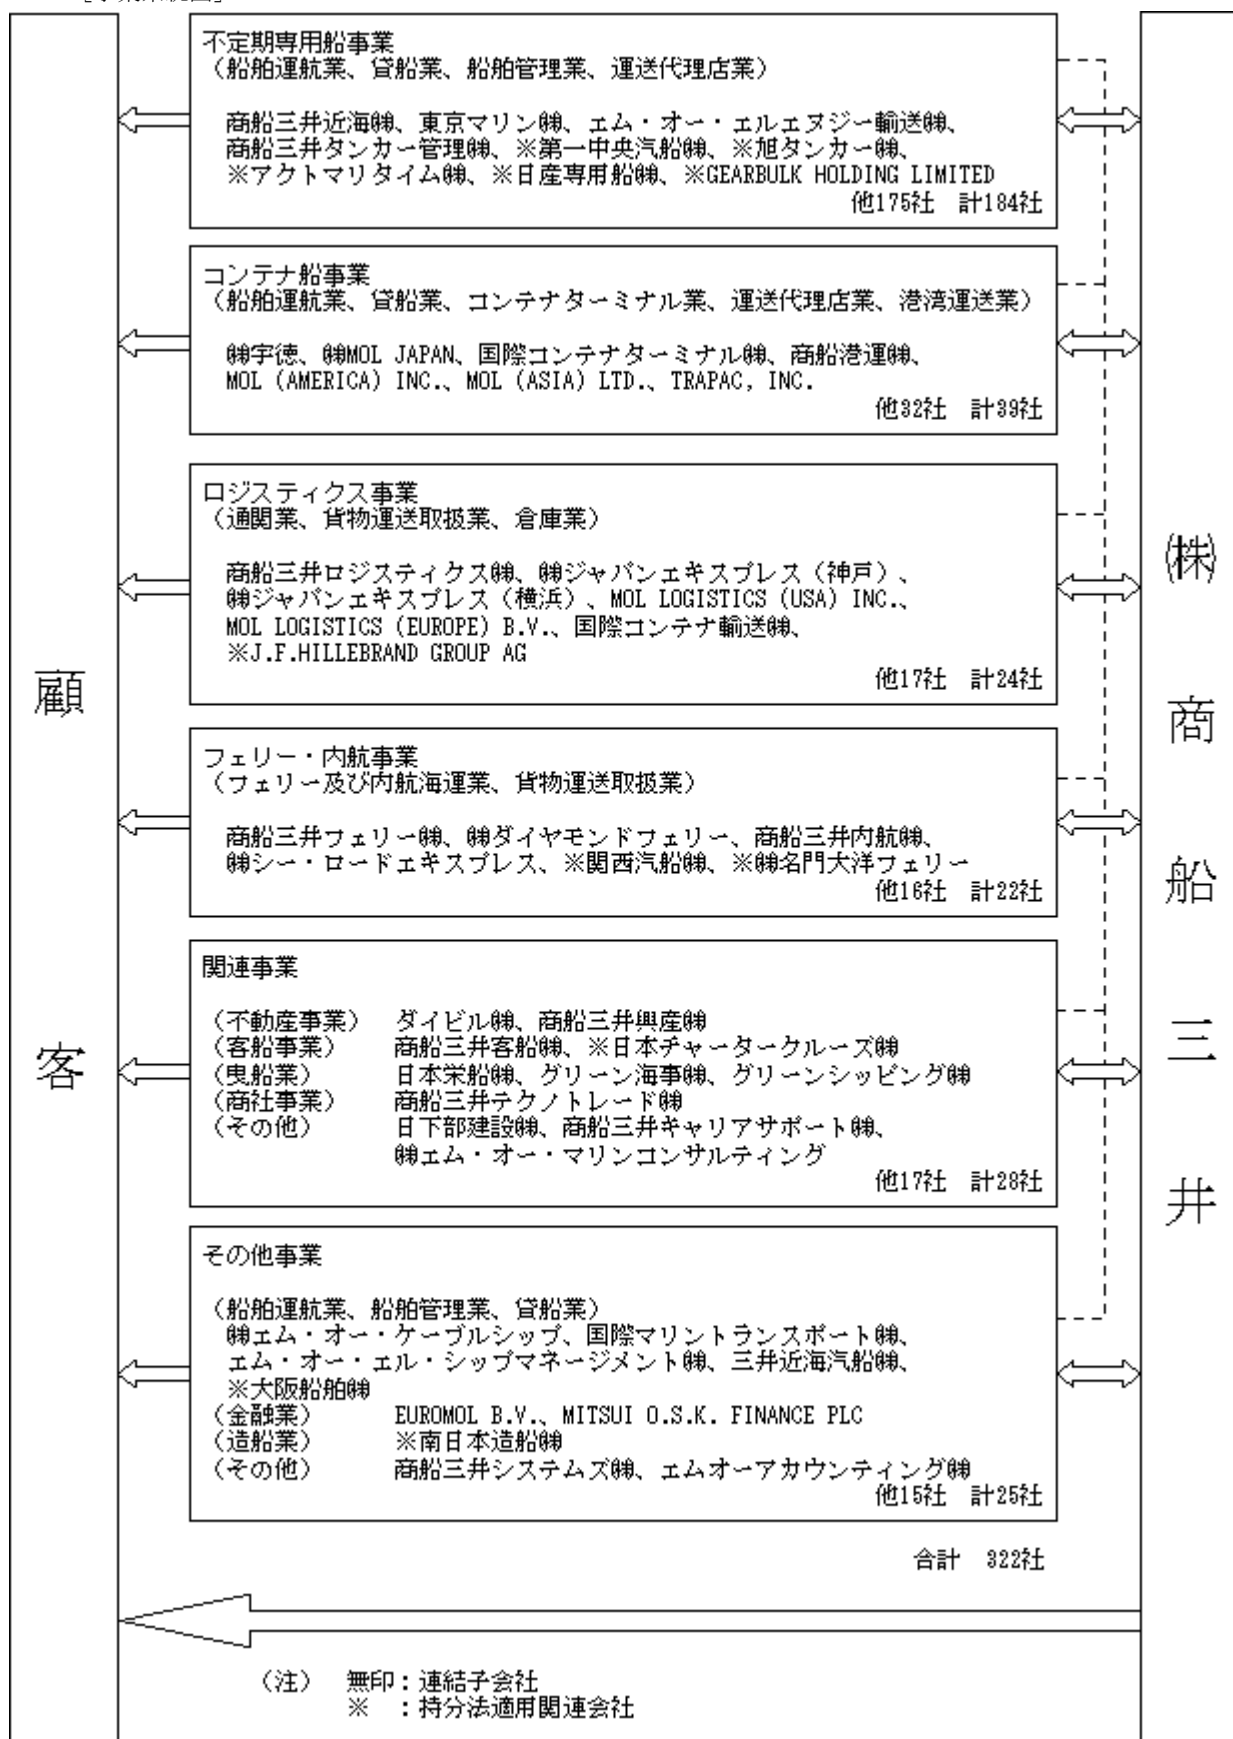 不定期専用船事業
(船舶運航業、貸船業、船舶管理業、運送代理店業)
商船三井近海㈱、東京マリン㈱、エム・オー・エルエヌジー輸送㈱、
商船三井タンカー管理㈱、※第一中央汽船㈱、※旭タンカー㈱、
※アクトマリタイム㈱、※日産専用船㈱、※GEARBULK HOLDING LIMITED
他175社 計184社
コンテナ船事業
(船舶運航業、貸船業、コンテナターミナル業、運送代理店業、港湾運送業)
㈱宇徳、㈱MOL JAPAN、国際コンテナターミナル㈱、商船港運㈱、
MOL (AMERICA) INC.、MOL (ASIA) LTD.、TRAPAC, INC.
他32社 計39社
ロジスティクス事業
(通関業、貨物運送取扱業、倉庫業)
商船三井ロジスティクス㈱、㈱ジャパンエキスプレス(神戸)、
㈱ジャパンエキスプレス(横浜)、MOL LOGISTICS (USA) INC.、
MOL LOGISTICS (EUROPE) B.V.、国際コンテナ輸送㈱、
※J.F.HILLEBRAND GROUP AG
他17社 計24社
フェリー・内航事業
(フェリー及び内航海運業、貨物運送取扱業)
商船三井フェリー㈱、㈱ダイヤモンドフェリー、商船三井内航㈱、
㈱シー・ロードエキスプレス、※関西汽船㈱、※㈱名門大洋フェリー
他16社 計22社
関連事業
(不動産事業) ダイビル㈱、商船三井興産㈱
(客船事業) 商船三井客船㈱、※日本チャータークルーズ㈱
(曳船業) 日本栄船㈱、グリーン海事㈱、グリーンシッピング㈱
(商社事業) 商船三井テクノトレード㈱
(その他) 日下部建設㈱、商船三井キャリアサポート㈱、
㈱エム・オー・マリンコンサルティング
他17社 計28社
その他事業
(船舶運航業、船舶管理業、貸船業)
㈱エム・オー・ケーブルシップ、国際マリントランスポート㈱、
エム・オー・エル・シップマネージメント㈱、三井近海汽船㈱、
※大阪船舶㈱
(金融業) EUROMOL B.V.、MITSUI O.S.K. FINANCE PLC
(造船業) ※南日本造船㈱
(その他) 商船三井システムズ㈱、エムオーアカウンティング㈱
他15社 計25社
合計 322社
顧客
㈱商船三井
(注) 無印:連結子会社
※ :持分法適用関連会社